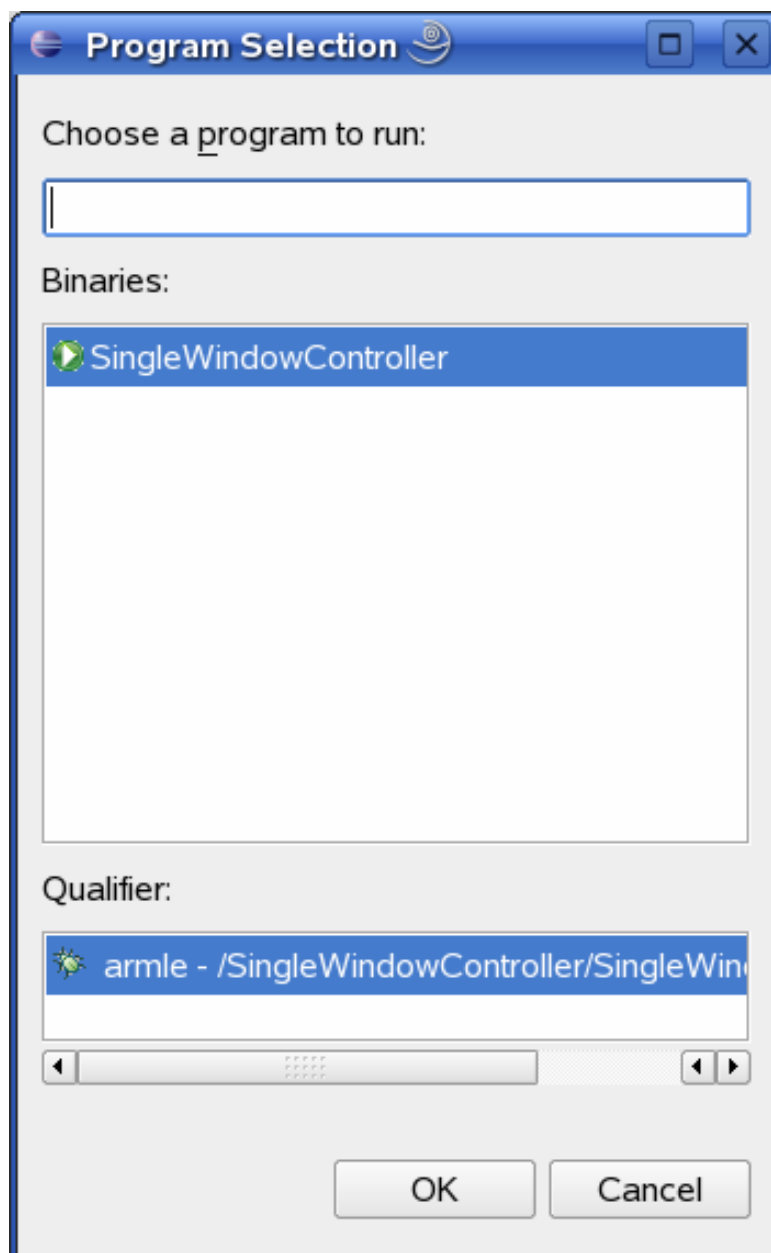 Program Selection
Choose a program to run:
Binaries:
SingleWindowController
Qualifier:
armle - /SingleWindowController/SingleWin
OK
Cancel